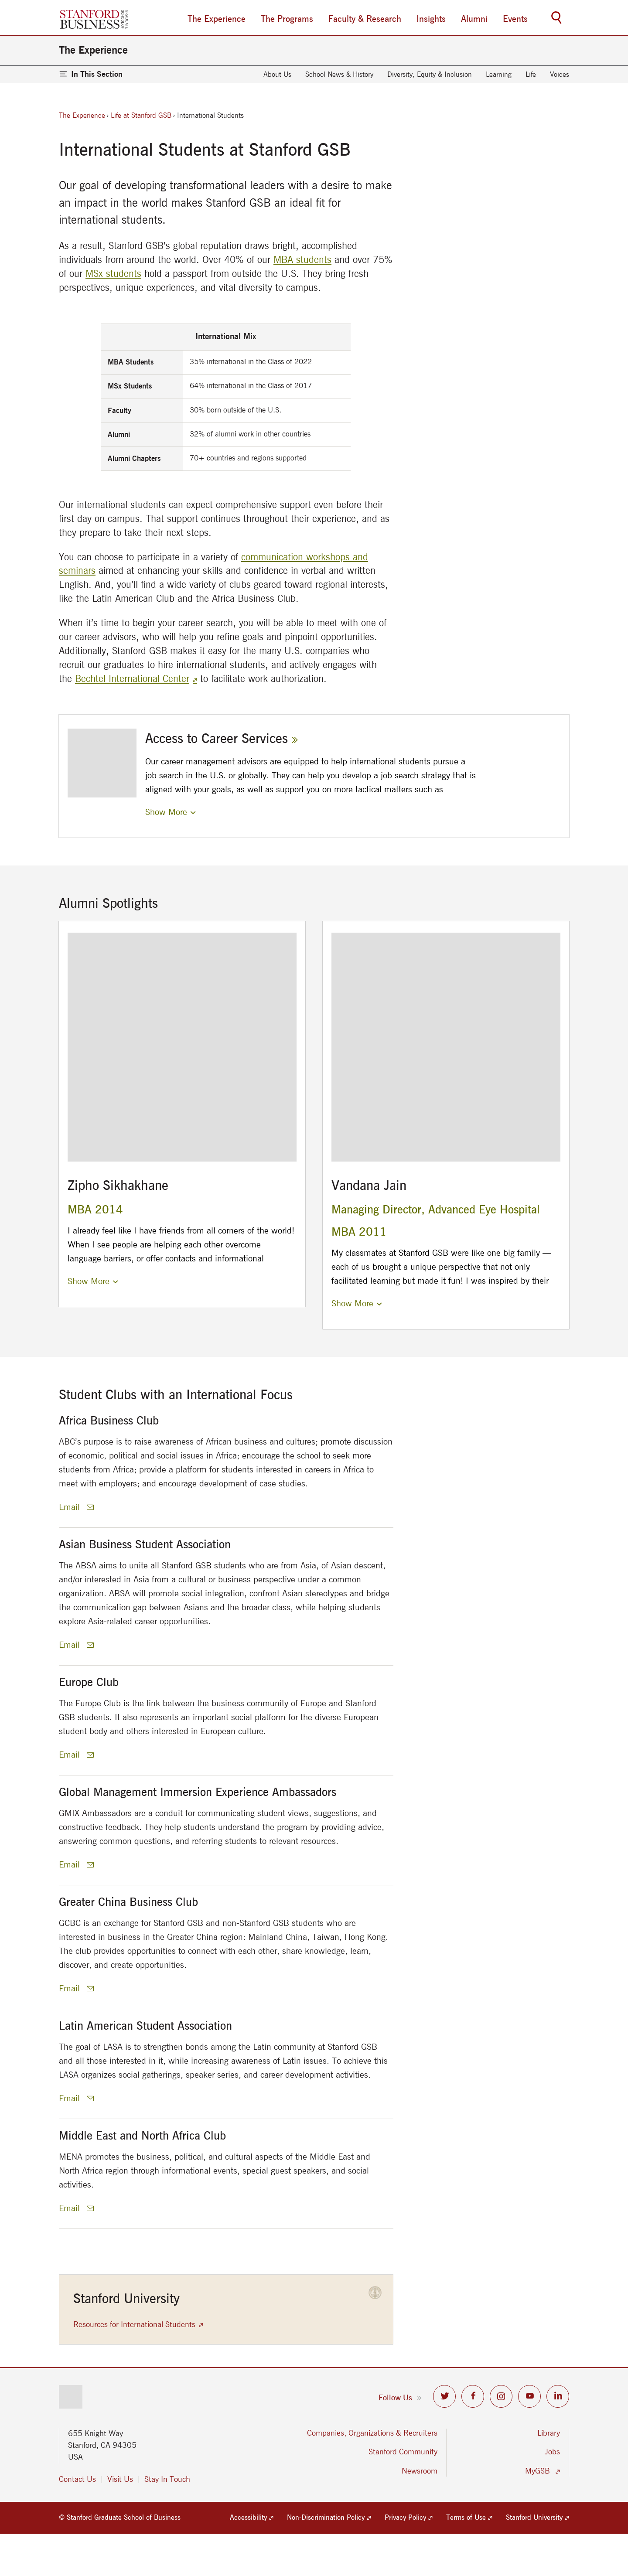 STANFORD
BUSINESS
The Experience
The Programs
Faculty & Research
Insights
Alumni
Events
The Experience
In This Section
About Us
School News & History
Diversity, Equity & Inclusion
Learning
Life
Voices
The Experience › Life at Stanford GSB › International Students
International Students at Stanford GSB
Our goal of developing transformational leaders with a desire to make
an impact in the world makes Stanford GSB an ideal fit for
international students.
As a result, Stanford GSB's global reputation draws bright, accomplished
individuals from around the world. Over 40% of our MBA students and over 75%
of our MSx students hold a passport from outside the U.S. They bring fresh
perspectives, unique experiences, and vital diversity to campus.
International Mix
MBA Students 35% international in the Class of 2022
MSx Students 64% international in the Class of 2017
Faculty 30% born outside of the U.S.
Alumni 32% of alumni work in other countries
Alumni Chapters 70+ countries and regions supported
Our international students can expect comprehensive support even before their
first day on campus. That support continues throughout their experience, and as
they prepare to take their next steps.
You can choose to participate in a variety of communication workshops and
seminars aimed at enhancing your skills and confidence in verbal and written
English. And, you'll find a wide variety of clubs geared toward regional interests,
like the Latin American Club and the Africa Business Club.
When it's time to begin your career search, you will be able to meet with one of
our career advisors, who will help you refine goals and pinpoint opportunities.
Additionally, Stanford GSB makes it easy for the many U.S. companies who
recruit our graduates to hire international students, and actively engages with
the Bechtel International Center to facilitate work authorization.
Access to Career Services »
Our career management advisors are equipped to help international students pursue a
job search in the U.S. or globally. They can help you develop a job search strategy that is
aligned with your goals, as well as support you on more tactical matters such as
Show More
Alumni Spotlights
Zipho Sikhakhane
MBA 2014
I already feel like I have friends from all corners of the world!
When I see people are helping each other overcome
language barriers, or offer contacts and informational
Show More
Vandana Jain
Managing Director, Advanced Eye Hospital
MBA 2011
My classmates at Stanford GSB were like one big family —
each of us brought a unique perspective that not only
facilitated learning but made it fun! I was inspired by their
Show More
Student Clubs with an International Focus
Africa Business Club
ABC's purpose is to raise awareness of African business and cultures; promote discussion
of economic, political and social issues in Africa; encourage the school to seek more
students from Africa; provide a platform for students interested in careers in Africa to
meet with employers; and encourage development of case studies.
Email
Asian Business Student Association
The ABSA aims to unite all Stanford GSB students who are from Asia, of Asian descent,
and/or interested in Asia from a cultural or business perspective under a common
organization. ABSA will promote social integration, confront Asian stereotypes and bridge
the communication gap between Asians and the broader class, while helping students
explore Asia-related career opportunities.
Email
Europe Club
The Europe Club is the link between the business community of Europe and Stanford
GSB students. It also represents an important social platform for the diverse European
student body and others interested in European culture.
Email
Global Management Immersion Experience Ambassadors
GMIX Ambassadors are a conduit for communicating student views, suggestions, and
constructive feedback. They help students understand the program by providing advice,
answering common questions, and referring students to relevant resources.
Email
Greater China Business Club
GCBC is an exchange for Stanford GSB and non-Stanford GSB students who are
interested in business in the Greater China region: Mainland China, Taiwan, Hong Kong.
The club provides opportunities to connect with each other, share knowledge, learn,
discover, and create opportunities.
Email
Latin American Student Association
The goal of LASA is to strengthen bonds among the Latin community at Stanford GSB
and all those interested in it, while increasing awareness of Latin issues. To achieve this
LASA organizes social gatherings, speaker series, and career development activities.
Email
Middle East and North Africa Club
MENA promotes the business, political, and cultural aspects of the Middle East and
North Africa region through informational events, special guest speakers, and social
activities.
Email
Stanford University
Resources for International Students
Follow Us »
655 Knight Way
Stanford, CA 94305
USA
Contact Us | Visit Us | Stay In Touch
Companies, Organizations & Recruiters
Stanford Community
Newsroom
Library
Jobs
MyGSB
© Stanford Graduate School of Business
Accessibility
Non-Discrimination Policy
Privacy Policy
Terms of Use
Stanford University